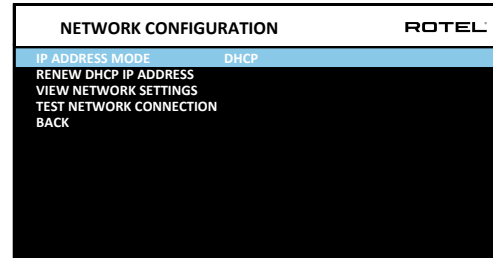 NETWORK CONFIGURATION ROTEL
IP ADDRESS MODE DHCP
RENEW DHCP IP ADDRESS
VIEW NETWORK SETTINGS
TEST NETWORK CONNECTION
BACK